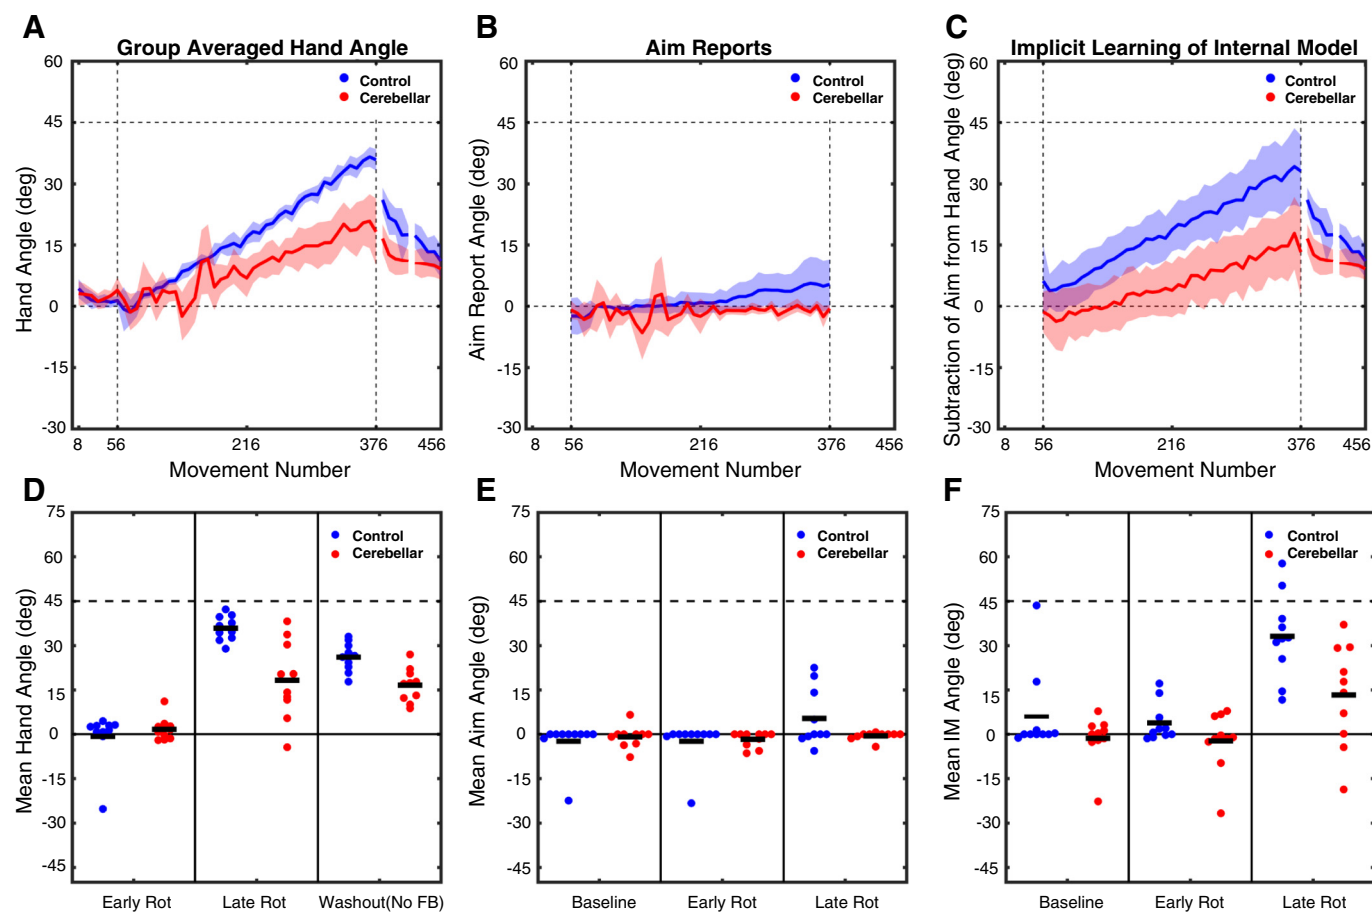 A
Group Averaged Hand Angle
Hand Angle (deg)
60
45
30
15
0
-15
-30
8 56 216 376 456
Movement Number
Control
Cerebellar
B
Aim Reports
Aim Report Angle (deg)
60
45
30
15
0
-15
-30
8 56 216 376 456
Movement Number
Control
Cerebellar
C
Implicit Learning of Internal Model
Subtraction of Aim from Hand Angle (deg)
60
45
30
15
0
-15
-30
8 56 216 376 456
Movement Number
Control
Cerebellar
D
Mean Hand Angle (deg)
75
60
45
30
15
0
-15
-30
-45
Early Rot Late Rot Washout(No FB)
Control
Cerebellar
E
Mean Aim Angle (deg)
75
60
45
30
15
0
-15
-30
-45
Baseline Early Rot Late Rot
Control
Cerebellar
F
Mean IM Angle (deg)
75
60
45
30
15
0
-15
-30
-45
Baseline Early Rot Late Rot
Control
Cerebellar